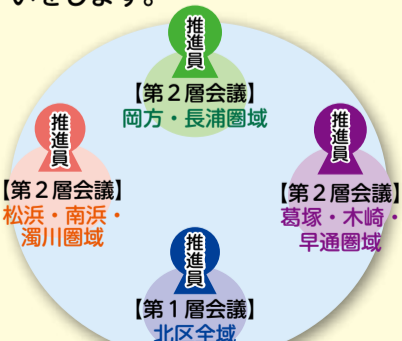 いをします。
推進員
【第2層会議】
岡方・長浦圏域
推進員
【第2層会議】
松浜・南浜・
濁川圏域
推進員
【第2層会議】
葛塚・木崎・
早通圏域
推進員
【第1層会議】
北区全域